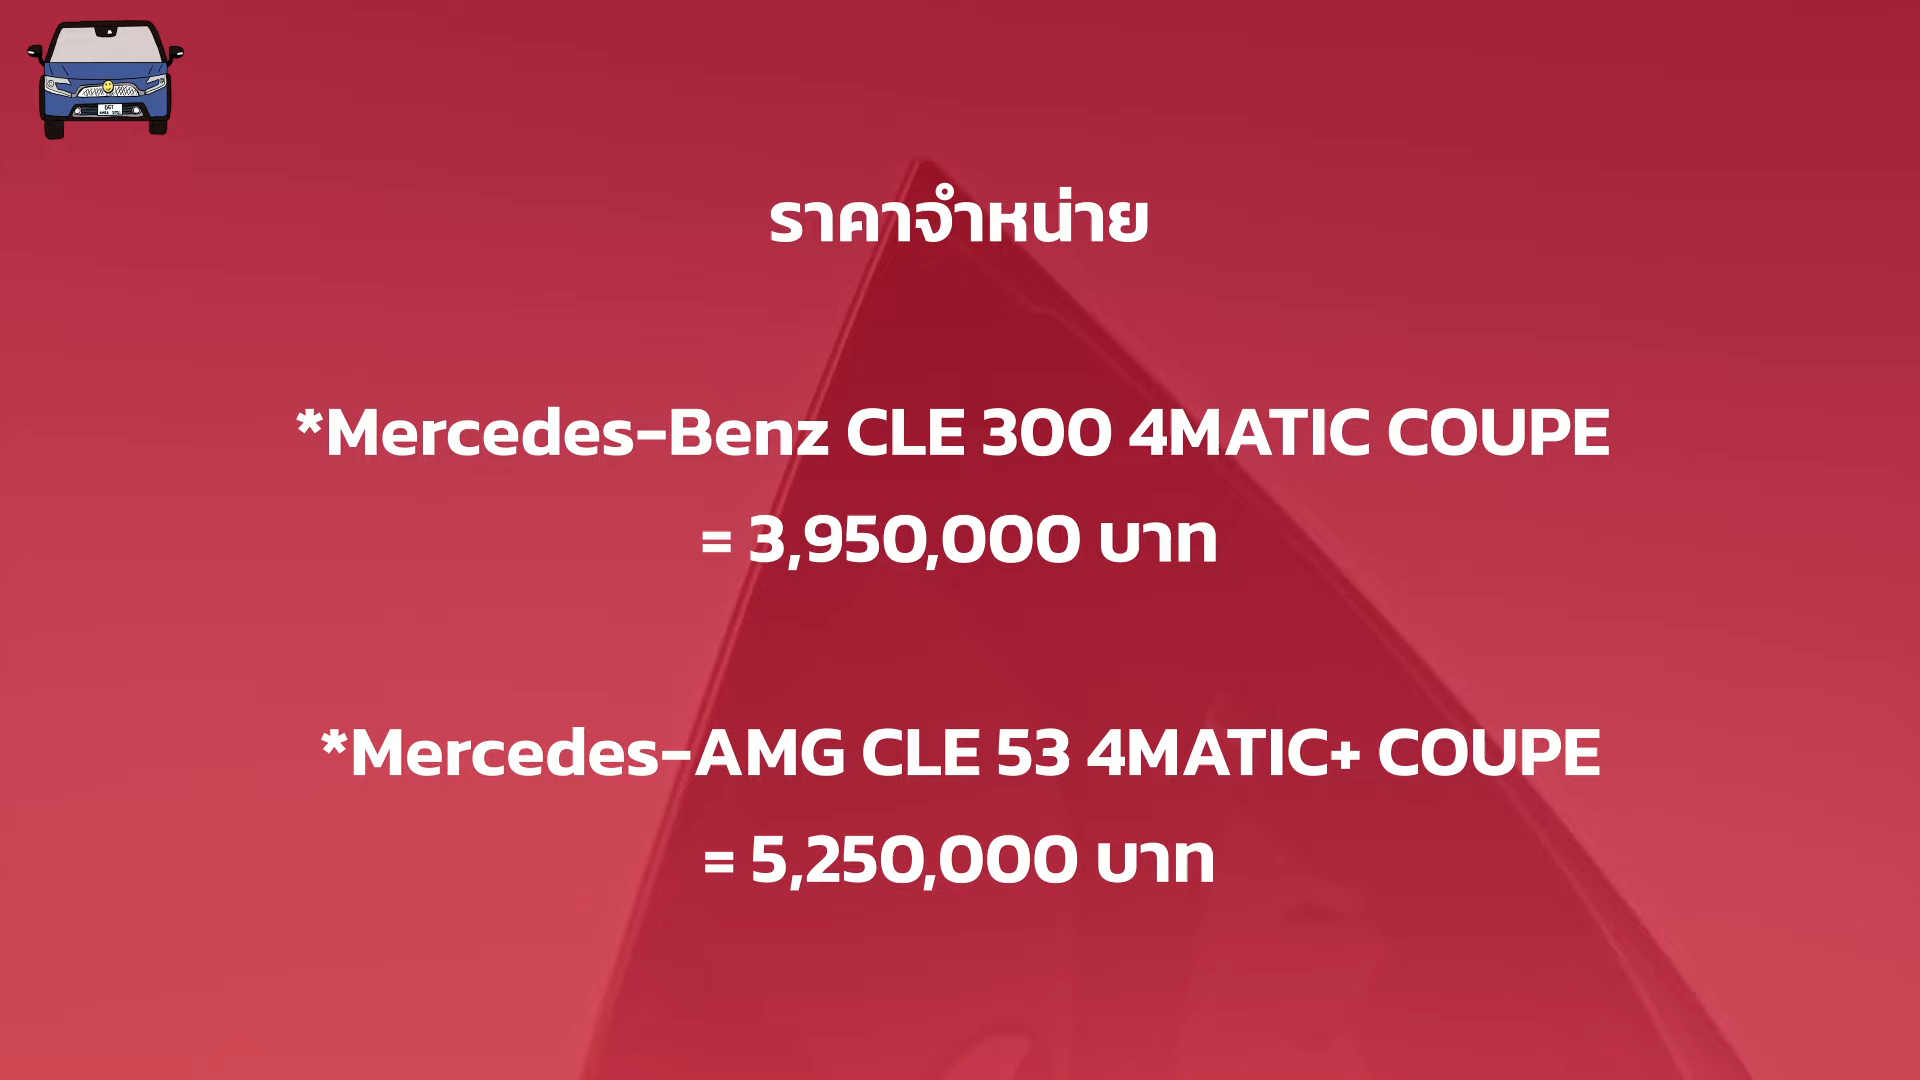 ราคาจำหน่าย
*Mercedes-Benz CLE 300 4MATIC COUPE
= 3,950,000 บาท
*Mercedes-AMG CLE 53 4MATIC+ COUPE
= 5,250,000 บาท